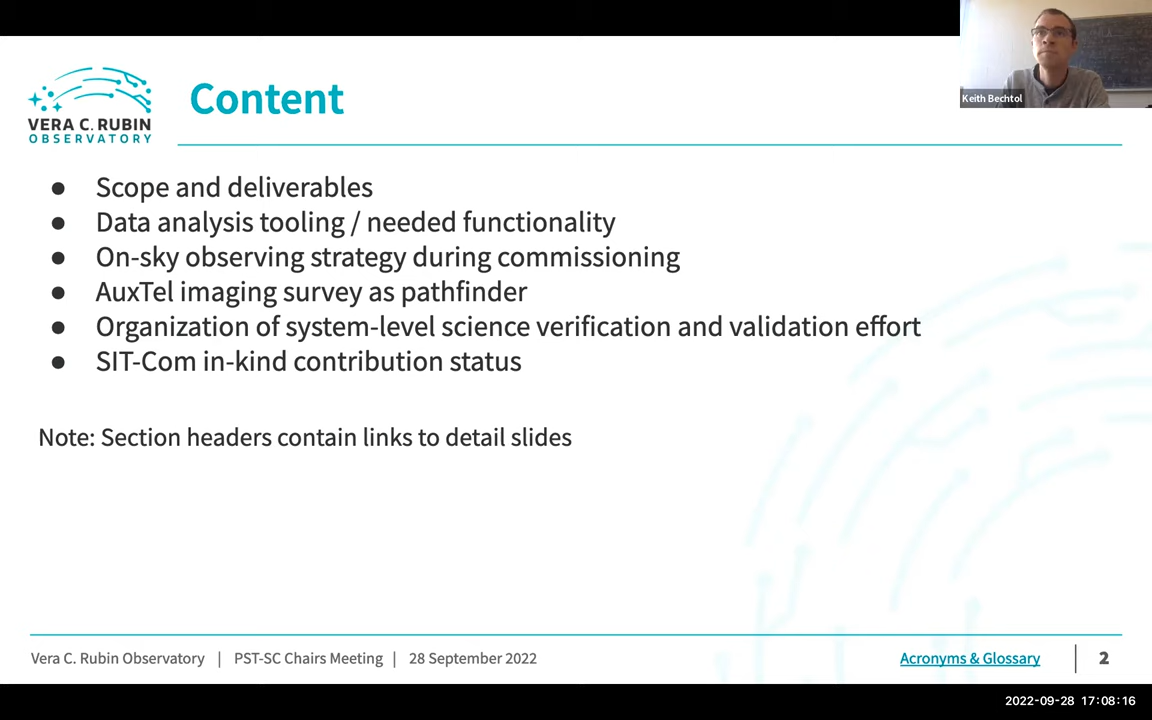 Keith Bechtol
VERA C. RUBIN
OBSERVATORY
Content
● Scope and deliverables
● Data analysis tooling / needed functionality
● On-sky observing strategy during commissioning
● AuxTel imaging survey as pathfinder
● Organization of system-level science verification and validation effort
● SIT-Com in-kind contribution status
Note: Section headers contain links to detail slides
Vera C. Rubin Observatory | PST-SC Chairs Meeting | 28 September 2022
Acronyms & Glossary | 2
2022-09-28 17:08:16